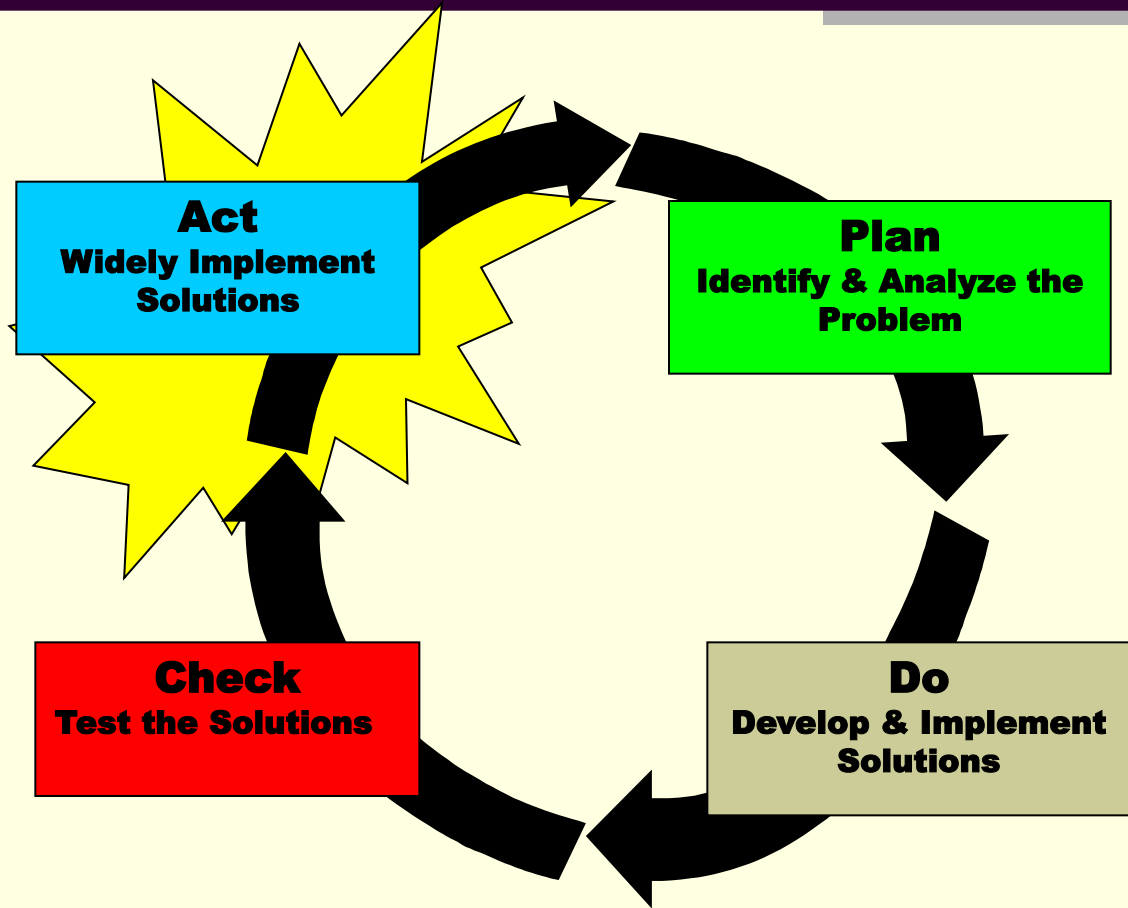 Act
Widely Implement
Solutions
Plan
Identify & Analyze the
Problem
Check
Test the Solutions
Do
Develop & Implement
Solutions